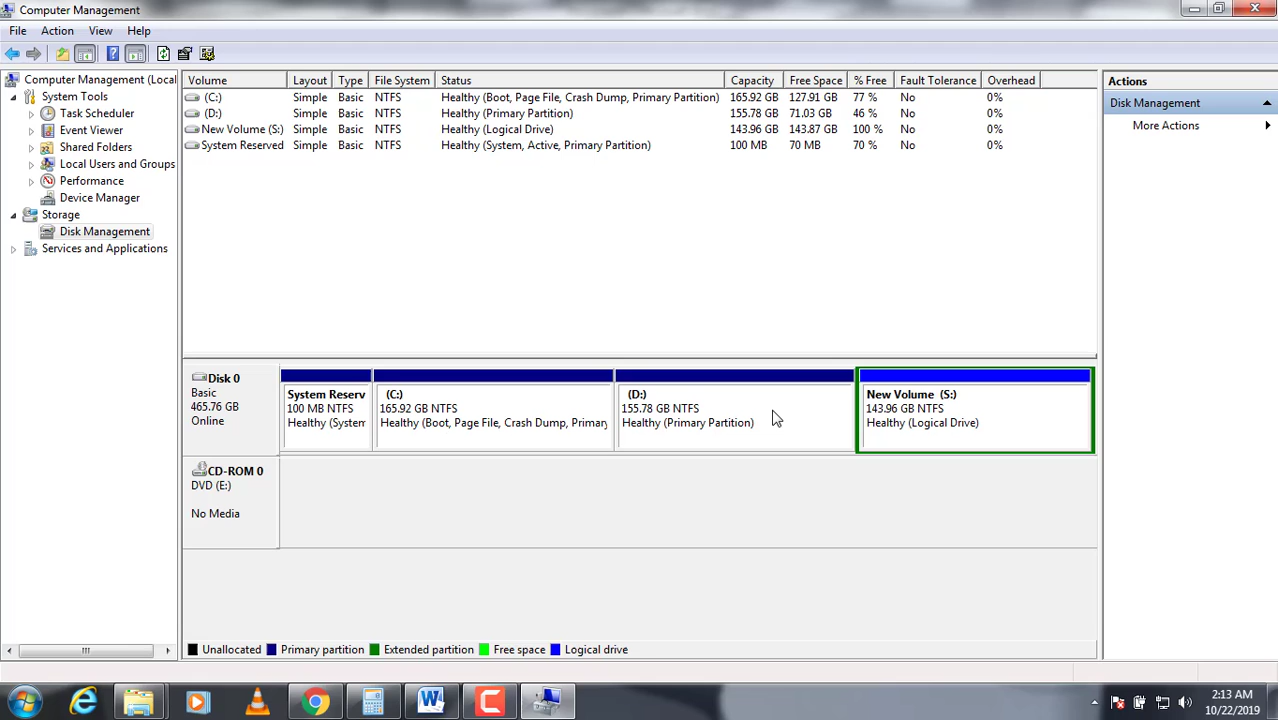 Computer Management
File Action View Help
Computer Management (Local
System Tools
Task Scheduler
Event Viewer
Shared Folders
Local Users and Groups
Performance
Device Manager
Storage
Disk Management
Services and Applications
Volume Layout Type File System Status Capacity Free Space % Free Fault Tolerance Overhead
(C:) Simple Basic NTFS Healthy (Boot, Page File, Crash Dump, Primary Partition) 165.92 GB 127.91 GB 77 % No 0%
(D:) Simple Basic NTFS Healthy (Primary Partition) 155.78 GB 71.03 GB 46 % No 0%
New Volume (S:) Simple Basic NTFS Healthy (Logical Drive) 143.96 GB 143.87 GB 100 % No 0%
System Reserved Simple Basic NTFS Healthy (System, Active, Primary Partition) 100 MB 70 MB 70 % No 0%
Actions
Disk Management
More Actions
Disk 0
Basic
465.76 GB
Online
System Reserv
100 MB NTFS
Healthy (System
(C:)
165.92 GB NTFS
Healthy (Boot, Page File, Crash Dump, Primary
(D:)
155.78 GB NTFS
Healthy (Primary Partition)
New Volume (S:)
143.96 GB NTFS
Healthy (Logical Drive)
CD-ROM 0
DVD (E:)
No Media
Unallocated Primary partition Extended partition Free space Logical drive
2:13 AM
10/22/2019